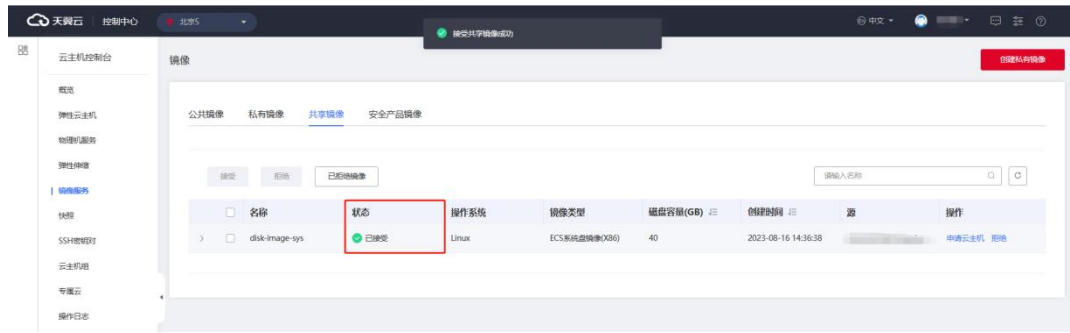 天翼云 控制中心 北京5 中文
接受共享镜像成功
云主机控制台
概览
弹性云主机
物理机服务
弹性伸缩
镜像服务
快照
SSH密钥对
云主机组
专属云
操作日志
镜像 创建私有镜像
公共镜像 私有镜像 共享镜像 安全产品镜像
接受 拒绝 已拒绝镜像 请输入名称
名称 状态 操作系统 镜像类型 磁盘容量(GB) 创建时间 源 操作
disk-image-sys 已接受 Linux ECS系统盘镜像(X86) 40 2023-08-16 14:36:38 申请云主机 拒绝